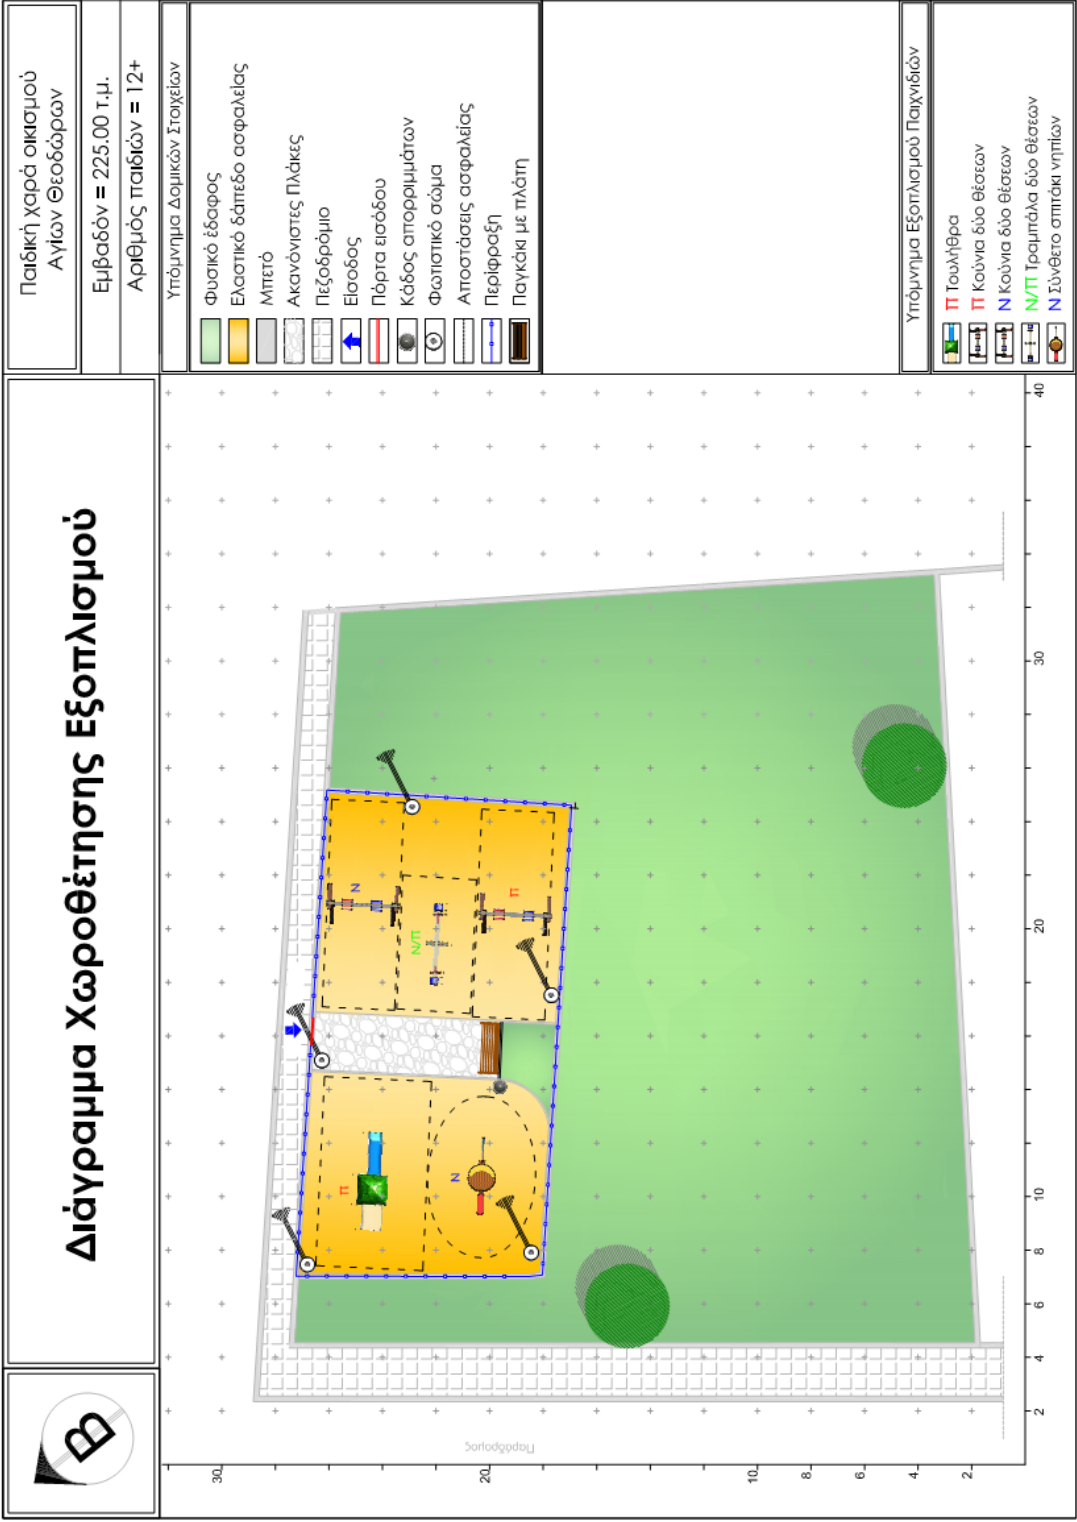 Διάγραμμα Χωροθέτησης Εξοπλισμού
Β
Παιδική χαρά οικισμού
Αγίων Θεοδώρων
Εμβαδόν = 225.00 τ.μ.
Αριθμός παιδιών = 12+
Υπόμνημα Δομικών Στοιχείων
Φυσικό έδαφος
Ελαστικό δάπεδο ασφαλείας
Μπετό
Ακανόνιστες Πλάκες
Πεζοδρόμιο
Είσοδος
Πόρτα εισόδου
Κάδος απορριμμάτων
Φωτιστικό σώμα
Αποστάσεις ασφαλείας
Περίφραξη
Παγκάκι με πλάτη
Υπόμνημα Εξοπλισμού Παιχνιδιών
Π Τσουλήθρα
Π Κούνια δύο θέσεων
Ν Κούνια δύο θέσεων
Ν/Π Τραμπάλα δύο θέσεων
Ν Σύνθετο σπιτάκι νηπίων
30
20
10
8
6
4
2
2
4
6
8
10
20
30
40
Π
Ν
Ν
Ν/Π
Π
Παράδρομος